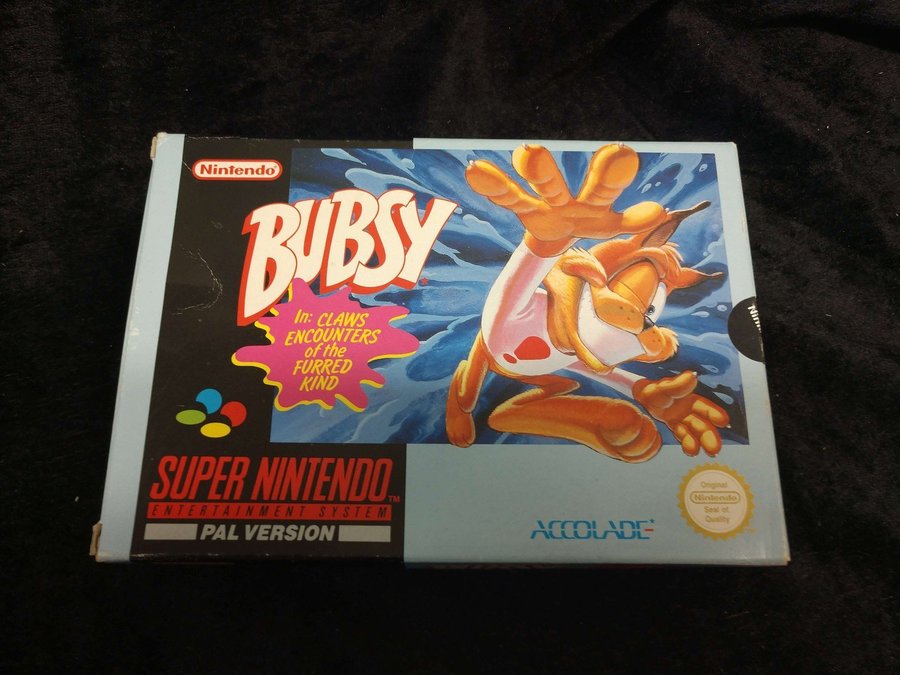 Nintendo
BUBSY
In: CLAWS
ENCOUNTERS
of the
FURRED
KIND
SUPER NINTENDO TM
ENTERTAINMENT SYSTEM
PAL VERSION
ACCOLADE
Original
Nintendo
Seal of
Quality